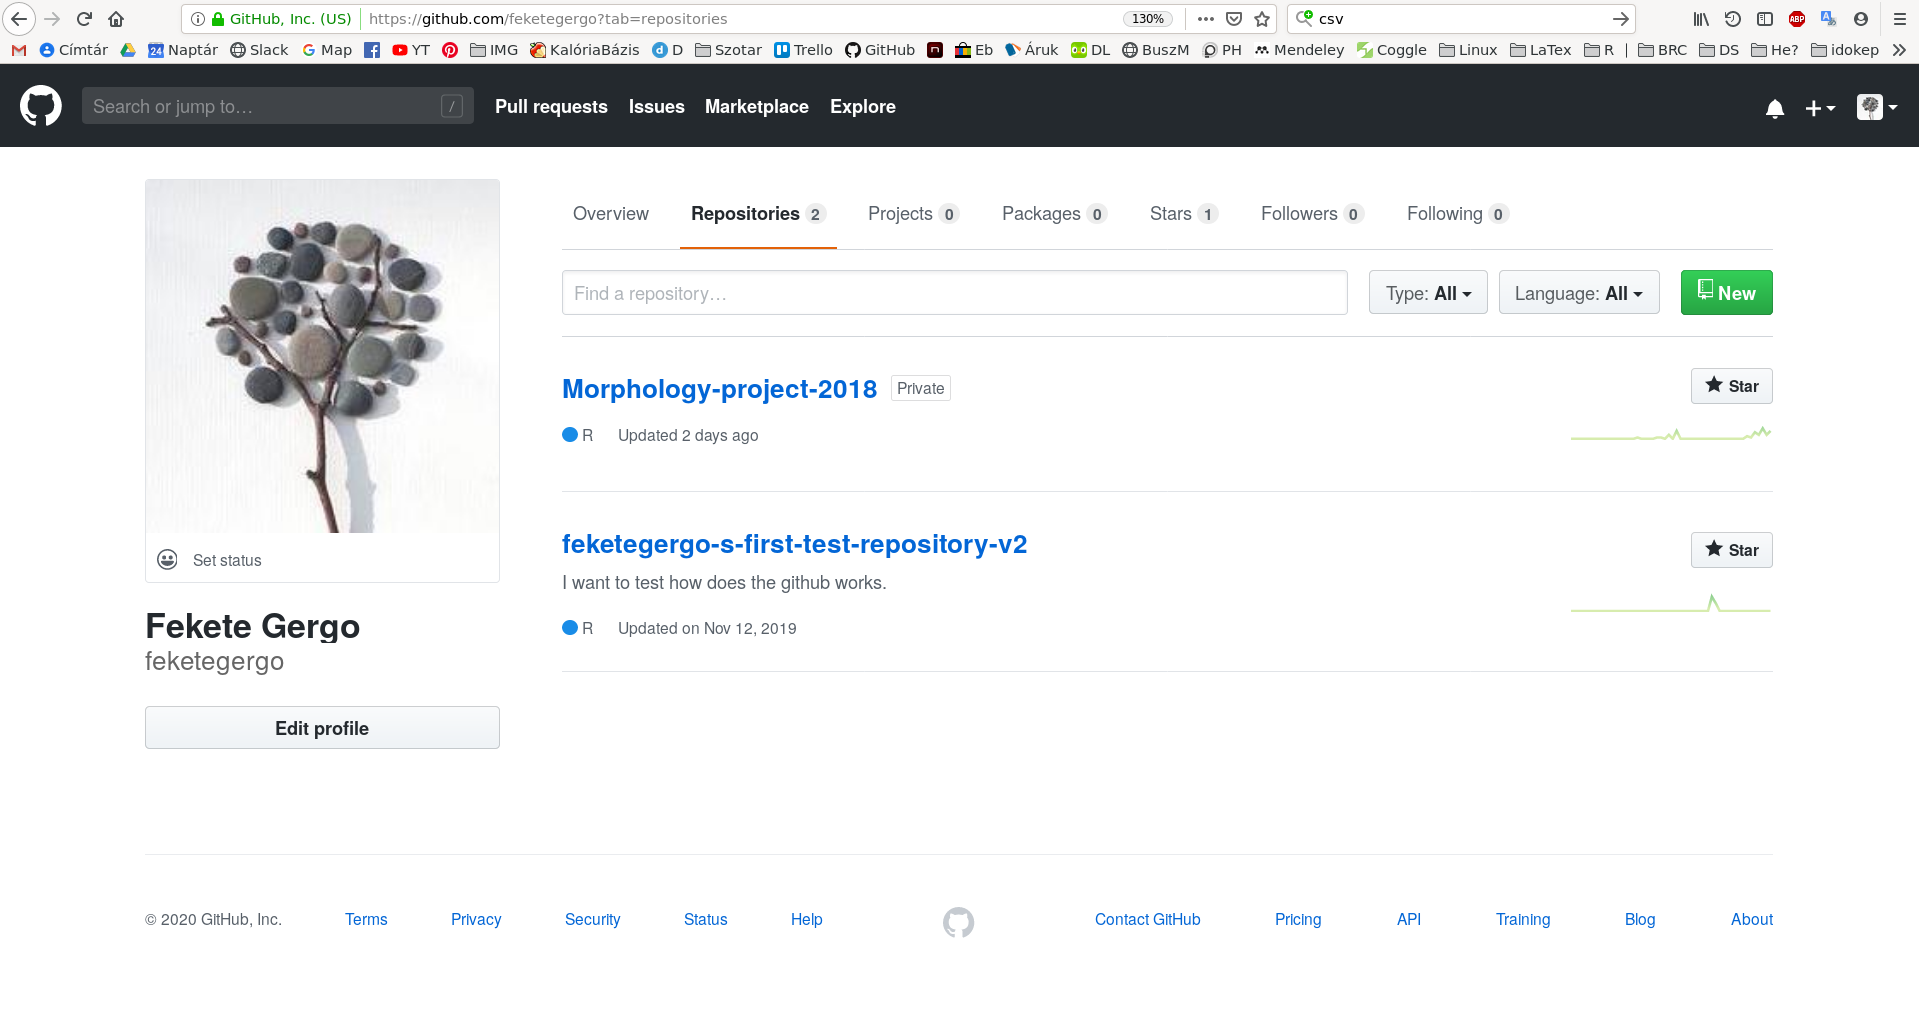 GitHub, Inc. (US) https://github.com/feketegergo?tab=repositories 130% csv
Címtár 24 Naptár Slack Map YT IMG KalóriaBázis d D Szotar Trello GitHub Eb Áruk DL BuszM PH Mendeley Coggle Linux LaTex R | BRC DS He? idokep
Search or jump to… / Pull requests Issues Marketplace Explore
Overview Repositories 2 Projects 0 Packages 0 Stars 1 Followers 0 Following 0
Find a repository… Type: All Language: All New
Morphology-project-2018 Private Star
R Updated 2 days ago
feketegergo-s-first-test-repository-v2 Star
I want to test how does the github works.
R Updated on Nov 12, 2019
Set status
Fekete Gergo
feketegergo
Edit profile
© 2020 GitHub, Inc. Terms Privacy Security Status Help Contact GitHub Pricing API Training Blog About